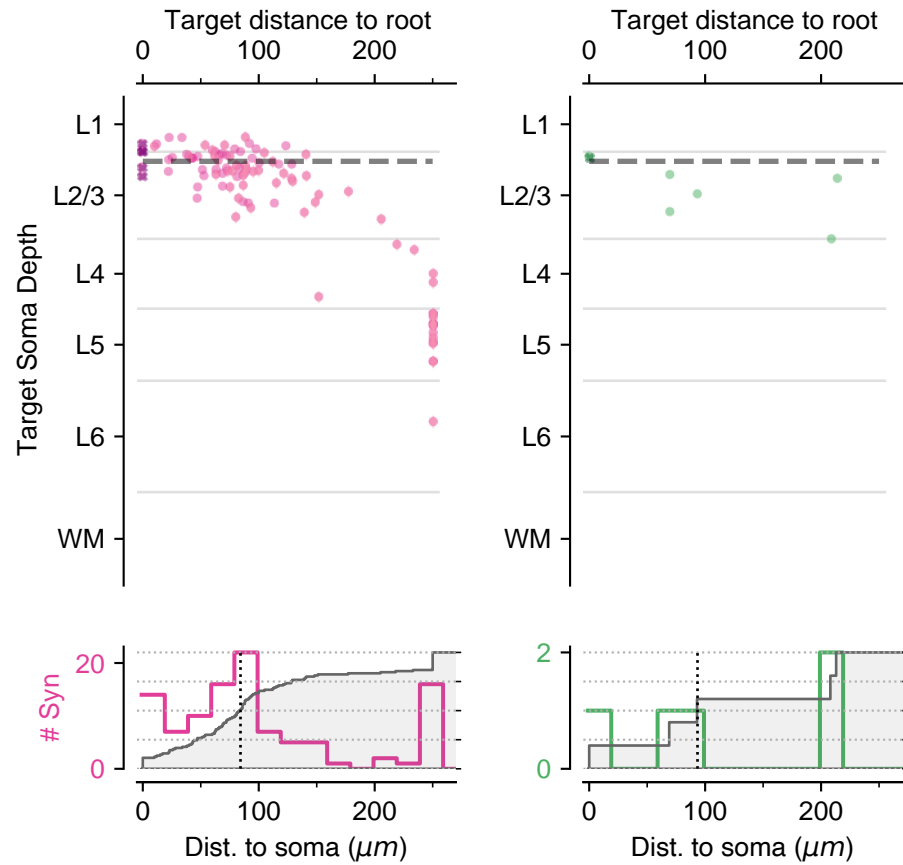 Target distance to root
Target distance to root
0 100 200
0 100 200
Target Soma Depth
L1
L2/3
L4
L5
L6
WM
L1
L2/3
L4
L5
L6
WM
# Syn
20
0
2
0
0 100 200
0 100 200
Dist. to soma (μm)
Dist. to soma (μm)